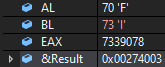 AL 70 'F'
BL 73 'I'
EAX 7339078
&Result 0x00274003